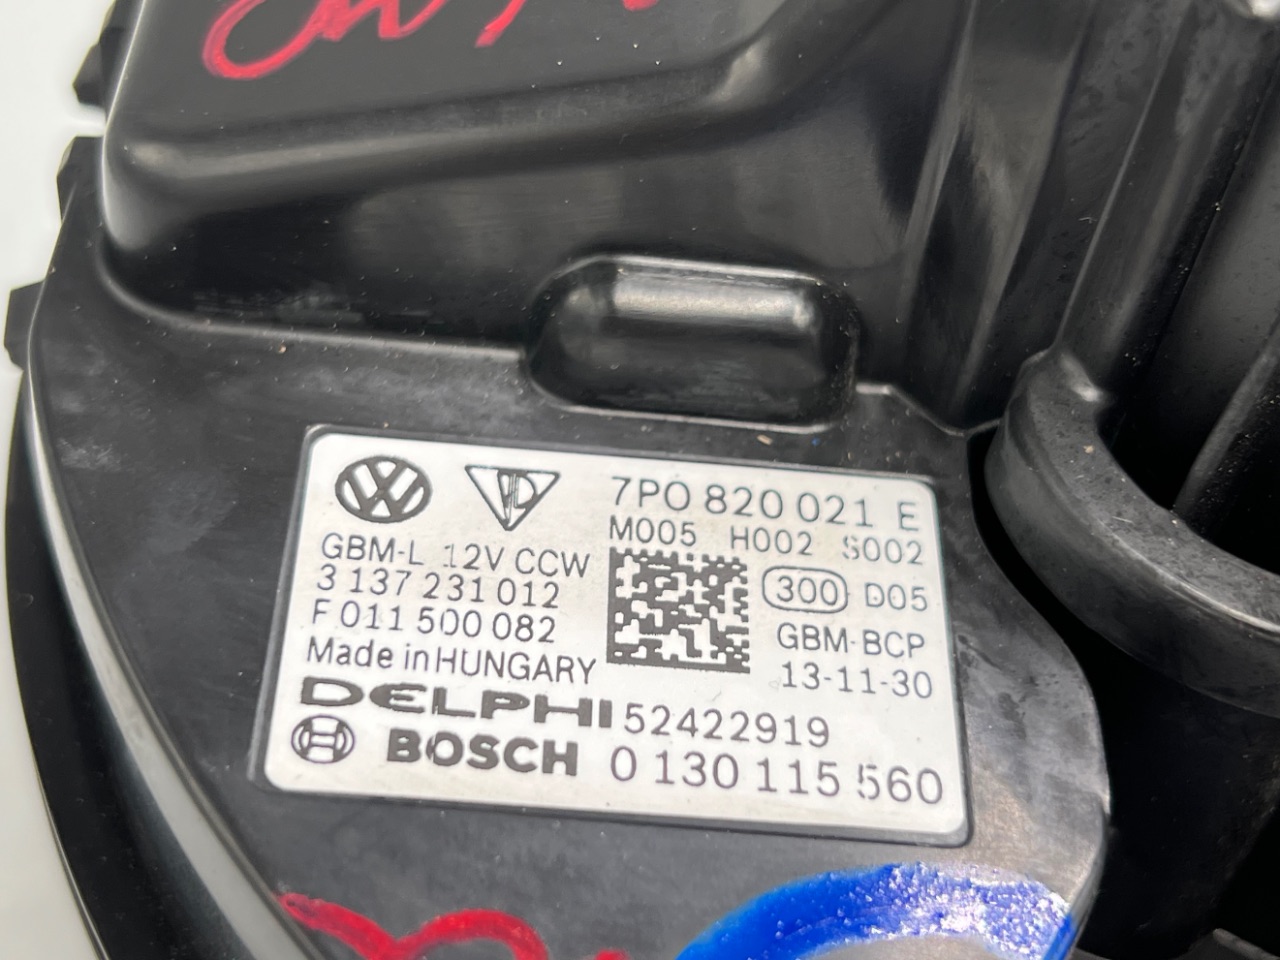 7P0 820 021 E
M005 H002 S002
GBM-L 12V CCW
3 137 231 012
300 D05
F 011 500 082
GBM-BCP
Made in HUNGARY
13-11-30
DELPHI 52422919
BOSCH 0 130 115 560